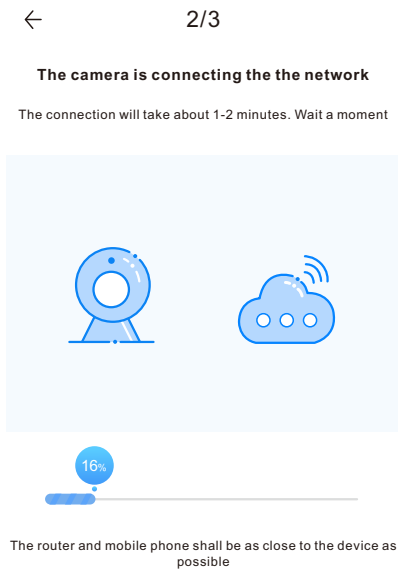 2/3
The camera is connecting the the network
The connection will take about 1-2 minutes. Wait a moment
16%
The router and mobile phone shall be as close to the device as
possible